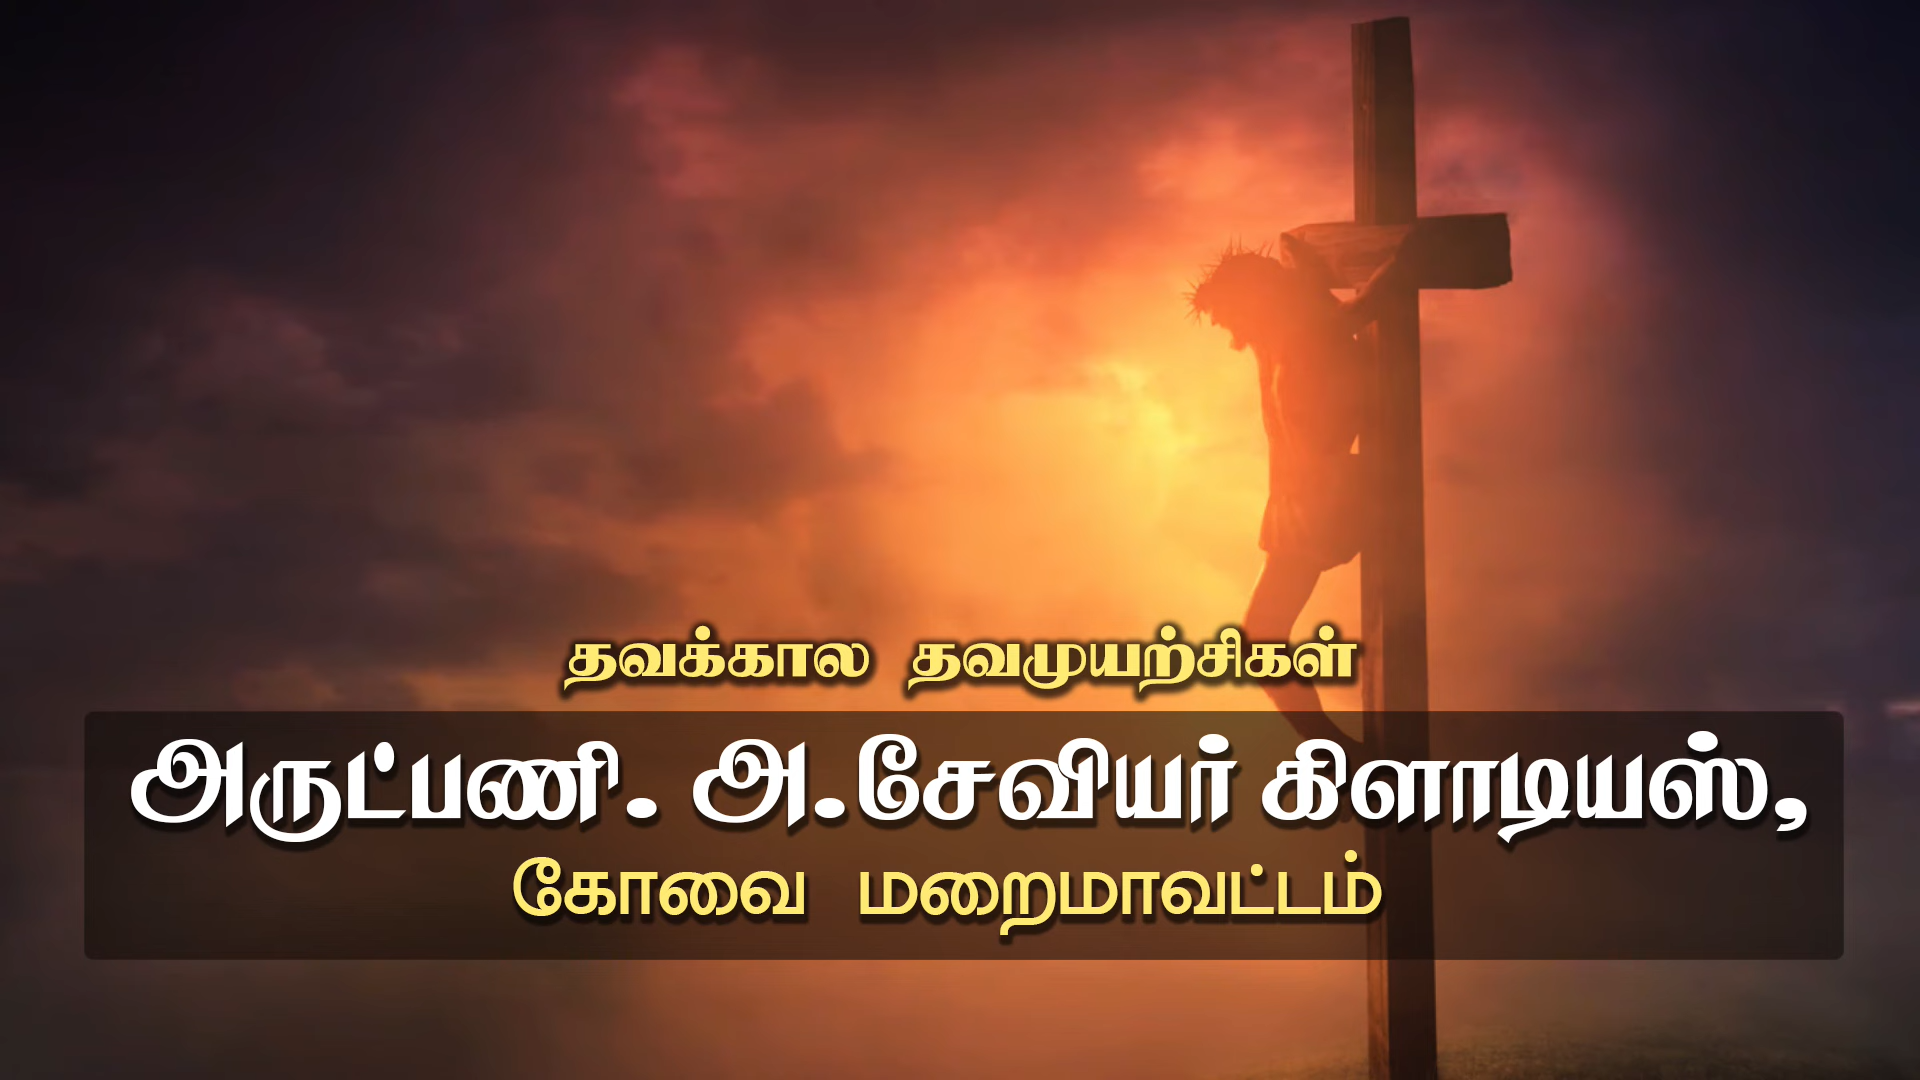 தவக்கால தவமுயற்சிகள்
அருட்பணி. அ.சேவியர் கிளாடியஸ்,
கோவை மறைமாவட்டம்